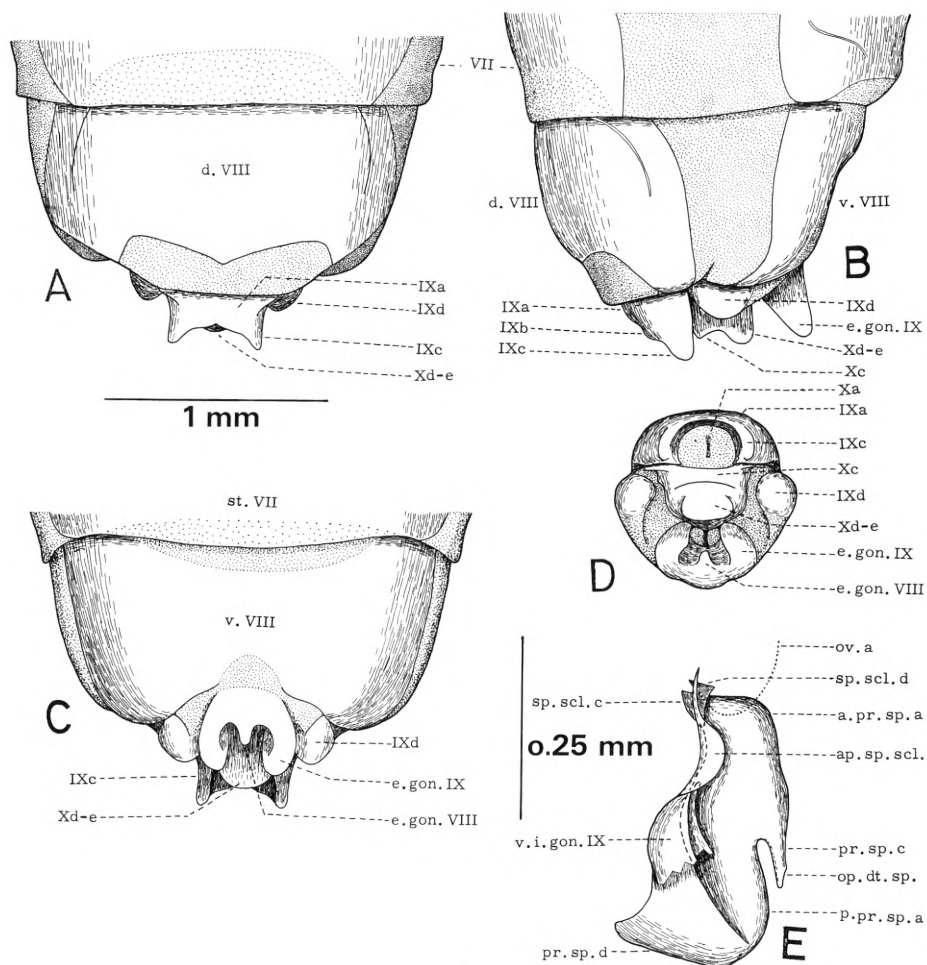 VII
d. VIII
A
IXa
IXd
IXc
Xd-e
1 mm
d. VIII
v. VIII
B
IXa
IXb
IXc
IXd
e.gon.IX
Xd-e
Xc
Xa
IXa
IXc
Xc
IXd
Xd-e
e.gon.IX
e.gon.VIII
D
st. VII
v. VIII
C
IXd
IXc
e.gon.IX
Xd-e
e.gon.VIII
ov.a
sp.scl.d
sp.scl.c
a.pr.sp.a
0.25 mm
ap.sp.scl.
v.i.gon.IX
pr.sp.c
op.dt.sp.
p.pr.sp.a
E
pr.sp.d